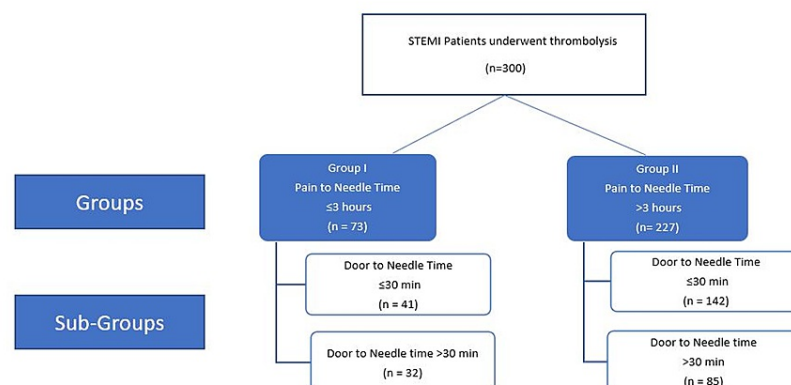 STEMI Patients underwent thrombolysis
(n=300)
Groups
Group I
Pain to Needle Time
≤3 hours
(n = 73)
Group II
Pain to Needle Time
>3 hours
(n= 227)
Sub-Groups
Door to Needle Time
≤30 min
(n = 41)
Door to Needle time >30 min
(n = 32)
Door to Needle Time
≤30 min
(n = 142)
Door to Needle time
>30 min
(n = 85)